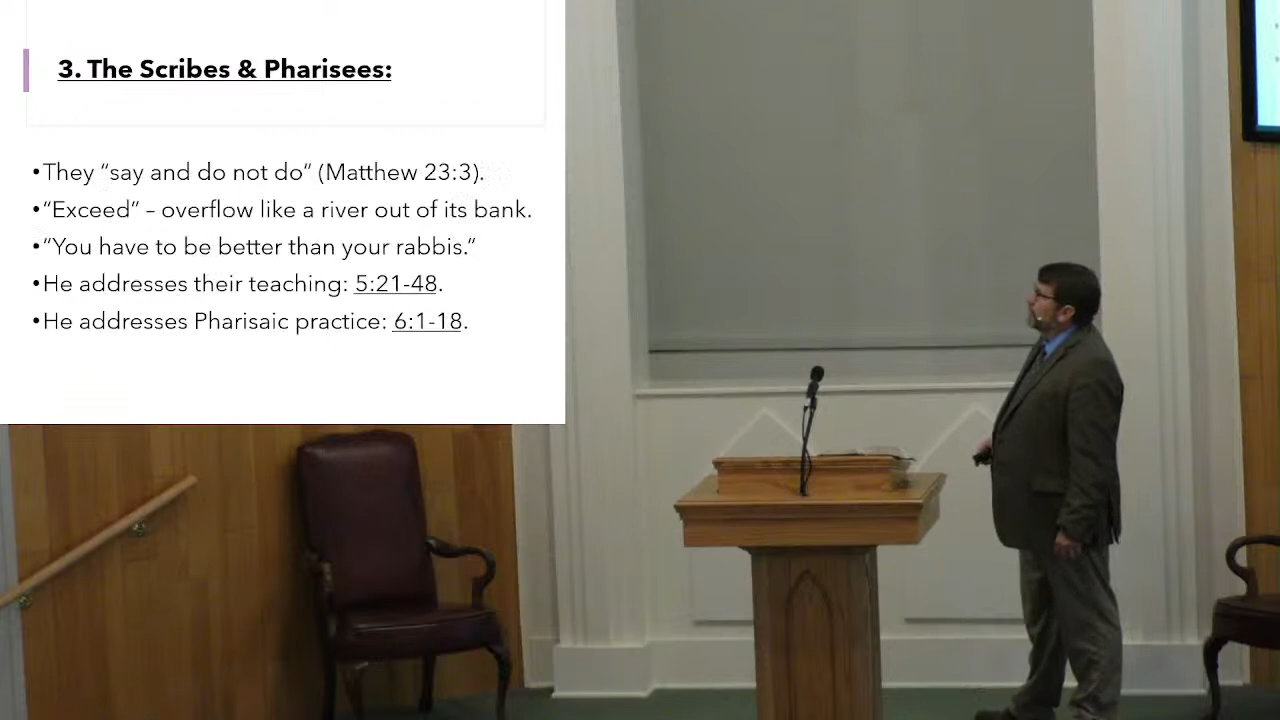 3. The Scribes & Pharisees:
•They “say and do not do” (Matthew 23:3).
•“Exceed” – overflow like a river out of its bank.
•“You have to be better than your rabbis.”
•He addresses their teaching: 5:21-48.
•He addresses Pharisaic practice: 6:1-18.